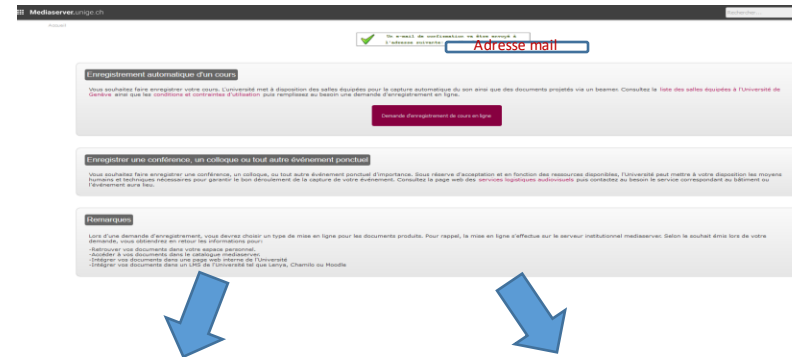 Mediaserver.unige.ch
Rechercher...
Accueil
Un e-mail de confirmation va être envoyé à
l'adresse suivante:
Adresse mail
Enregistrement automatique d'un cours
Vous souhaitez faire enregistrer votre cours. L'université met à disposition des salles équipées pour la capture automatique du son ainsi que des documents projetés via un beamer. Consultez la liste des salles équipées à l'Université de
Genève ainsi que les conditions et contraintes d'utilisation puis remplissez au besoin une demande d'enregistrement en ligne.
Demande d'enregistrement de cours en ligne
Enregistrer une conférence, un colloque ou tout autre événement ponctuel
Vous souhaitez faire enregistrer une conférence, un colloque, ou tout autre événement ponctuel d'importance. Sous réserve d'acceptation et en fonction des ressources disponibles, l'Université peut mettre à votre disposition les moyens
humains et techniques nécessaires pour garantir le bon déroulement de la capture de votre événement. Consultez la page web des services logistiques audiovisuels puis contactez au besoin le service correspondant au bâtiment ou
l'événement aura lieu.
Remarques
Lors d'une demande d'enregistrement, vous devrez choisir un type de mise en ligne pour les documents produits. Pour rappel, la mise en ligne s'effectue sur le serveur institutionnel mediaserver. Selon le souhait émis lors de votre
demande, vous obtiendrez en retour les informations pour:
-Retrouver vos documents dans votre espace personnel.
-Accéder à vos documents dans le catalogue mediaserver.
-Intégrer vos documents dans une page web interne de l'Université
-Intégrer vos documents dans un LMS de l'Université tel que Lenya, Chamilo ou Moodle